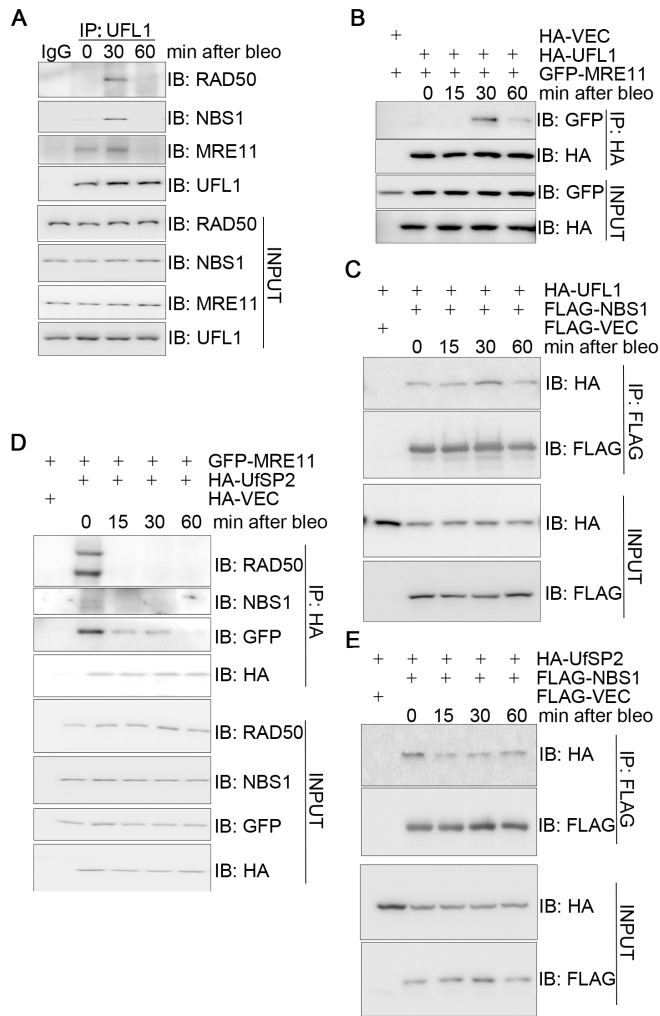 A
IP: UFL1
IgG 0 30 60 min after bleo
IB: RAD50
IB: NBS1
IB: MRE11
IB: UFL1
IB: RAD50
IB: NBS1
IB: MRE11
IB: UFL1
INPUT
B
+ HA-VEC
+ + + + HA-UFL1
+ + + + + GFP-MRE11
0 15 30 60 min after bleo
IB: GFP
IB: HA
IP: HA
IB: GFP
IB: HA
INPUT
C
+ + + + + HA-UFL1
+ + + + FLAG-NBS1
+ FLAG-VEC
0 15 30 60 min after bleo
IB: HA
IB: FLAG
IP: FLAG
IB: HA
IB: FLAG
INPUT
D
+ + + + + GFP-MRE11
+ + + + HA-UfSP2
+ HA-VEC
0 15 30 60 min after bleo
IB: RAD50
IB: NBS1
IB: GFP
IB: HA
IP: HA
IB: RAD50
IB: NBS1
IB: GFP
IB: HA
INPUT
E
+ + + + + HA-UfSP2
+ + + + FLAG-NBS1
+ FLAG-VEC
0 15 30 60 min after bleo
IB: HA
IB: FLAG
IP: FLAG
IB: HA
IB: FLAG
INPUT